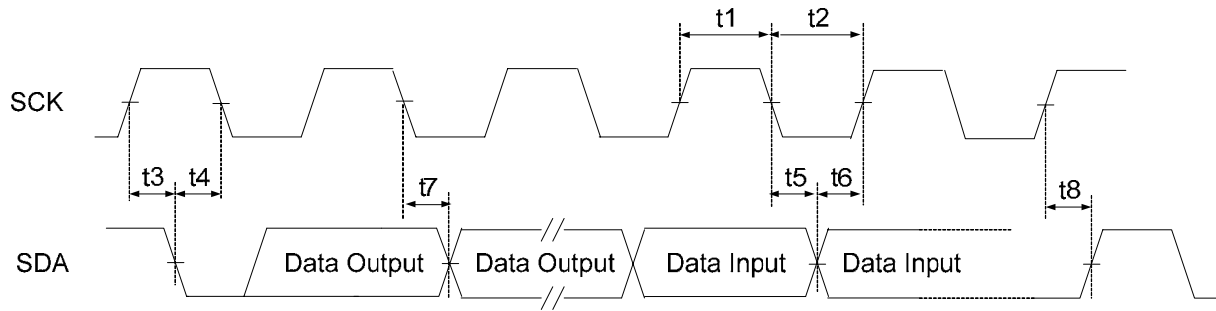 t1 t2
SCK
t3 t4 t7 t5 t6 t8
SDA Data Output Data Output Data Input Data Input